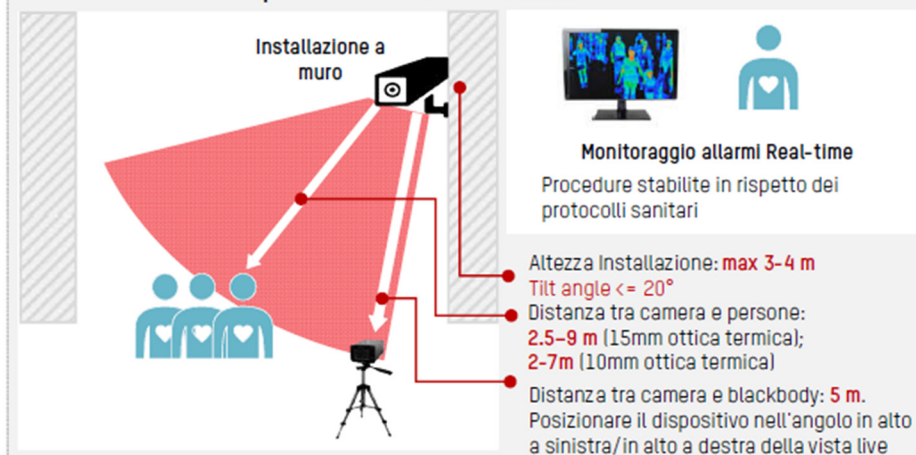 Installazione a
muro
Monitoraggio allarmi Real-time
Procedure stabilite in rispetto dei
protocolli sanitari
Altezza Installazione: max 3-4 m
Tilt angle <= 20°
Distanza tra camera e persone:
2.5-9 m (15mm ottica termica);
2-7m (10mm ottica termica)
Distanza tra camera e blackbody: 5 m.
Posizionare il dispositivo nell'angolo in alto
a sinistra/in alto a destra della vista live